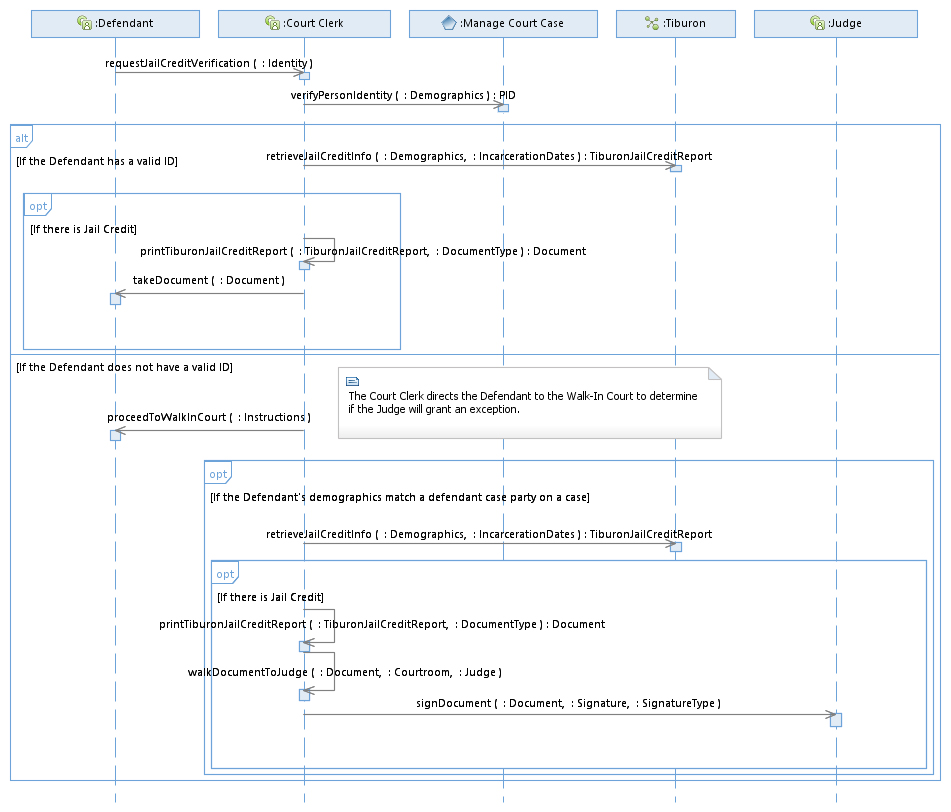 :Defendant
:Court Clerk
:Manage Court Case
:Tiburon
:Judge
requestJailCreditVerification ( : Identity )
verifyPersonIdentity ( : Demographics ) : PID
alt
[If the Defendant has a valid ID]
retrieveJailCreditInfo ( : Demographics, : IncarcerationDates ) : TiburonJailCreditReport
opt
[If there is Jail Credit]
printTiburonJailCreditReport ( : TiburonJailCreditReport, : DocumentType ) : Document
takeDocument ( : Document )
[If the Defendant does not have a valid ID]
The Court Clerk directs the Defendant to the Walk-In Court to determine
if the Judge will grant an exception.
proceedToWalkInCourt ( : Instructions )
opt
[If the Defendant's demographics match a defendant case party on a case]
retrieveJailCreditInfo ( : Demographics, : IncarcerationDates ) : TiburonJailCreditReport
opt
[If there is Jail Credit]
printTiburonJailCreditReport ( : TiburonJailCreditReport, : DocumentType ) : Document
walkDocumentToJudge ( : Document, : Courtroom, : Judge )
signDocument ( : Document, : Signature, : SignatureType )